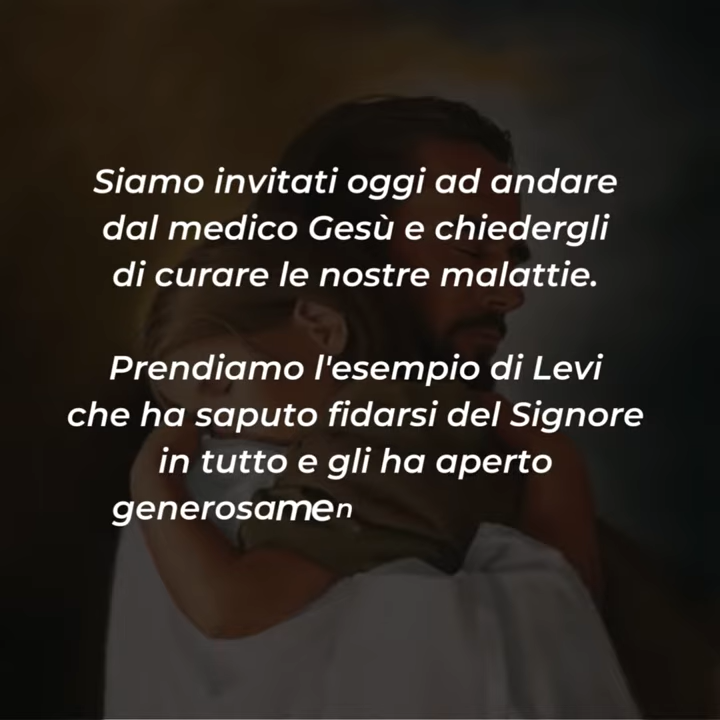 Siamo invitati oggi ad andare
dal medico Gesù e chiedergli
di curare le nostre malattie.
Prendiamo l'esempio di Levi
che ha saputo fidarsi del Signore
in tutto e gli ha aperto
generosamen